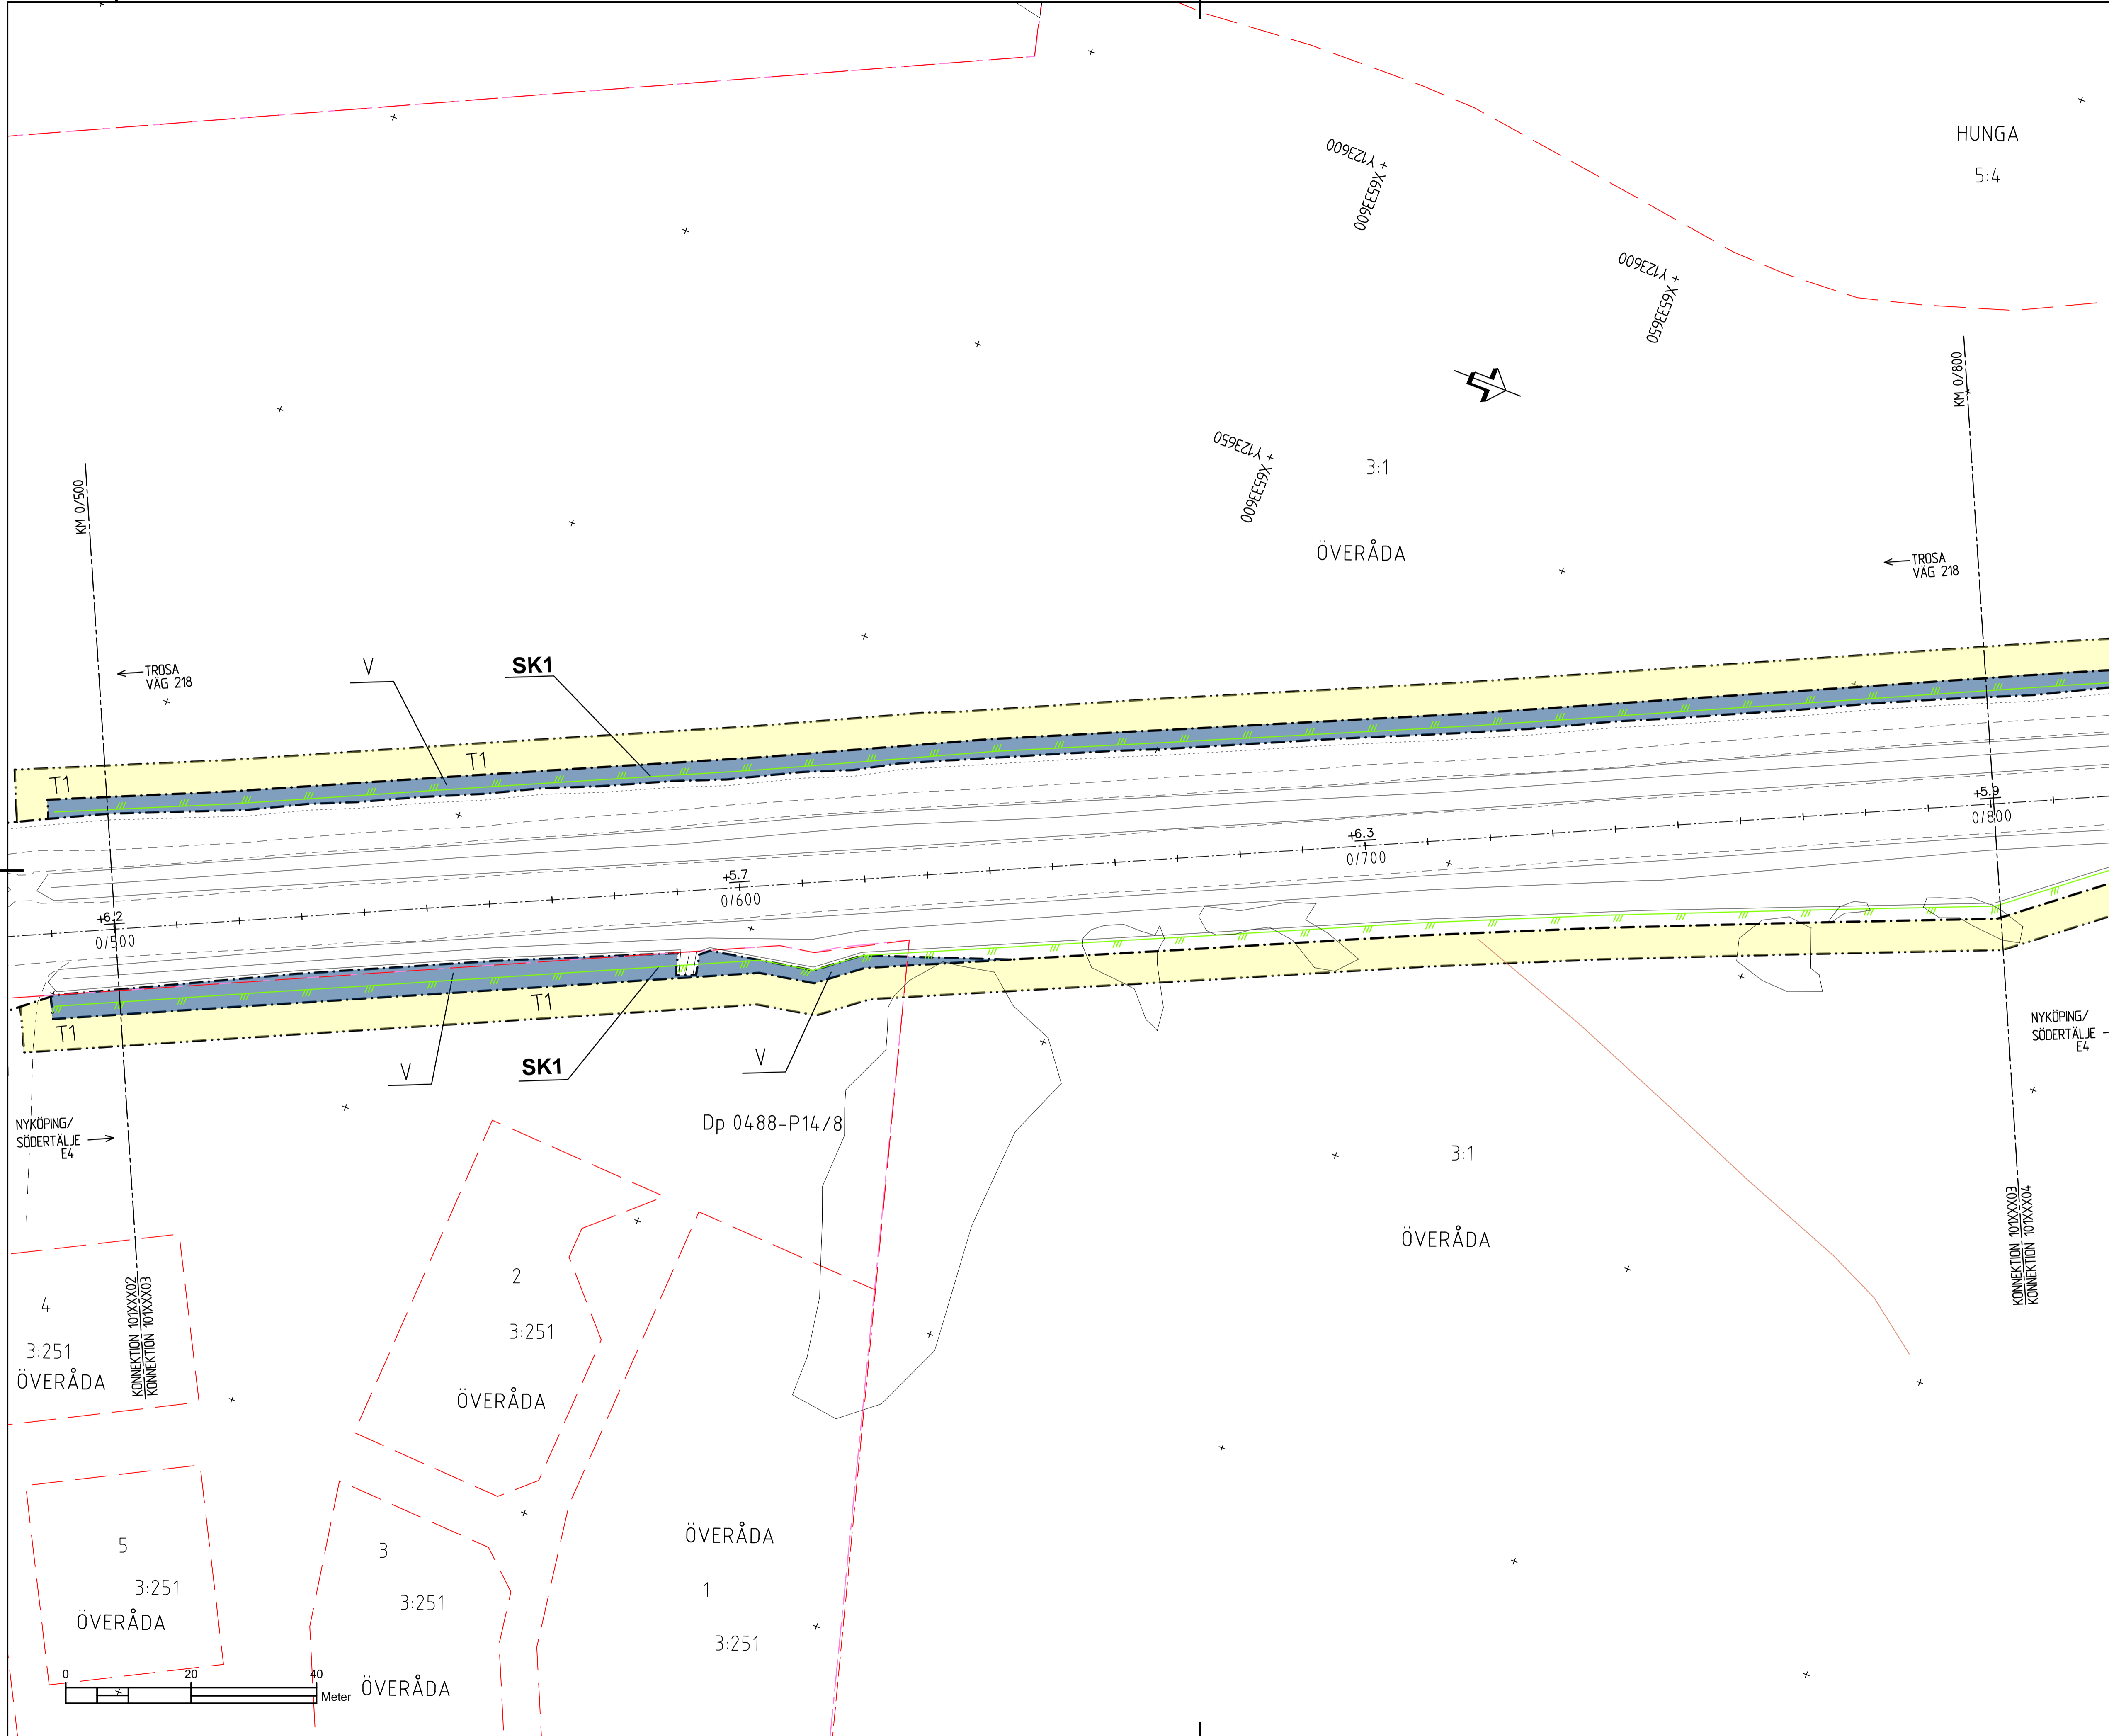 HUNGA
5:4
+ Y123600
X6533600
+ Y123600
X6533650
+ Y123650
X6533600
3:1
ÖVERÅDA
KM 0/800
KM 0/500
TROSA
VÄG 218
TROSA
VÄG 218
V
SK1
T1
T1
+5.9
0/800
+6.3
0/700
+5.7
0/600
+6.2
0/500
T1
T1
V
SK1
V
NYKÖPING/
SÖDERTÄLJE
E4
NYKÖPING/
SÖDERTÄLJE
E4
Dp 0488-P14/8
3:1
ÖVERÅDA
KONNEKTION 101XXX03
KONNEKTION 101XXX04
KONNEKTION 101XXX02
KONNEKTION 101XXX03
4
3:251
ÖVERÅDA
2
3:251
ÖVERÅDA
5
3:251
ÖVERÅDA
3
3:251
ÖVERÅDA
ÖVERÅDA
1
3:251
0 20 40
Meter